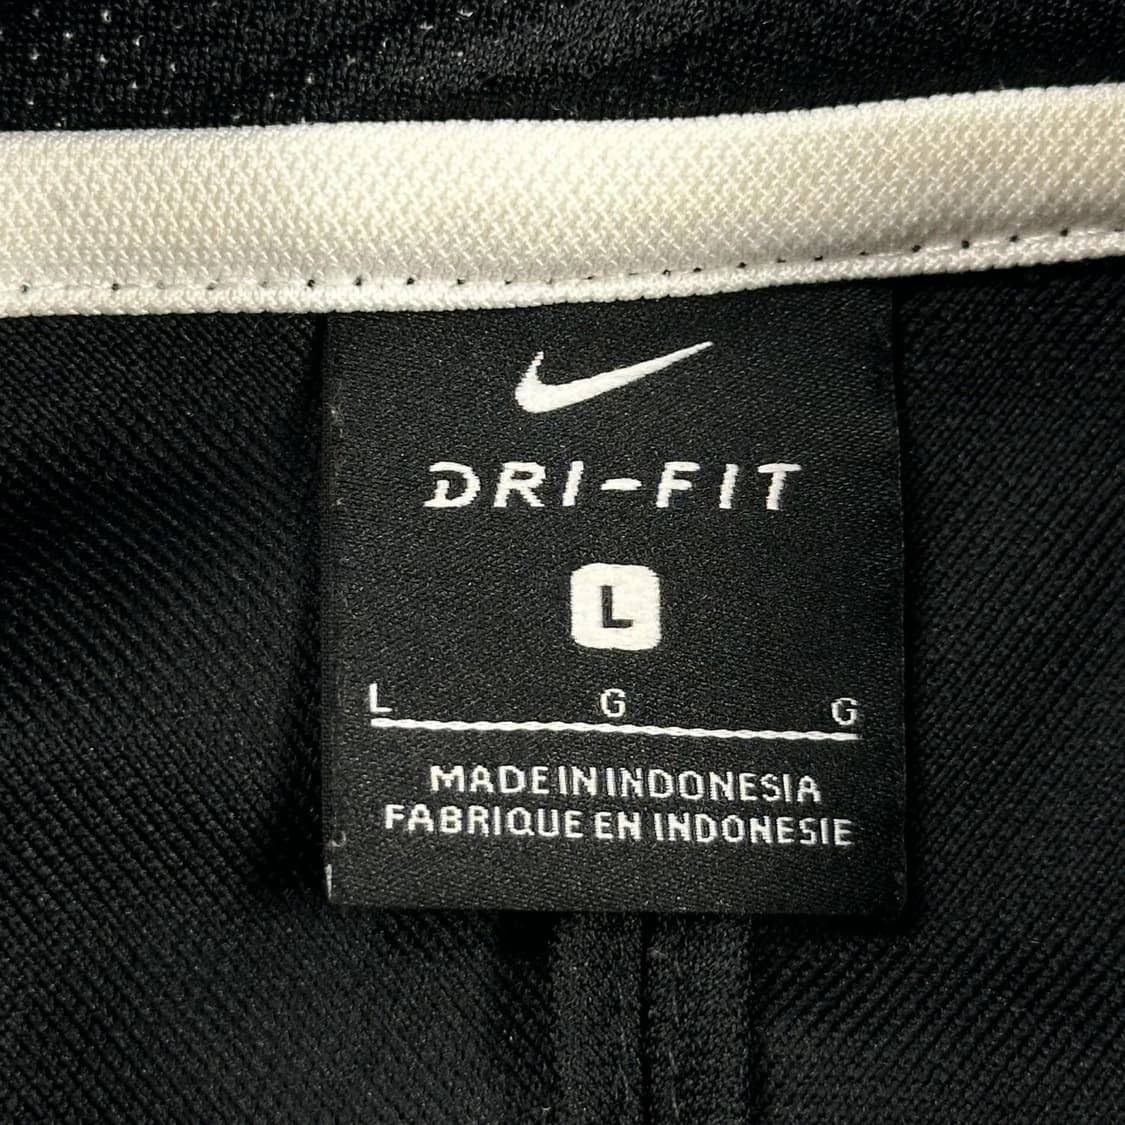 DRI-FIT
L
L G G
MADE IN INDONESIA
FABRIQUE EN INDONESIE